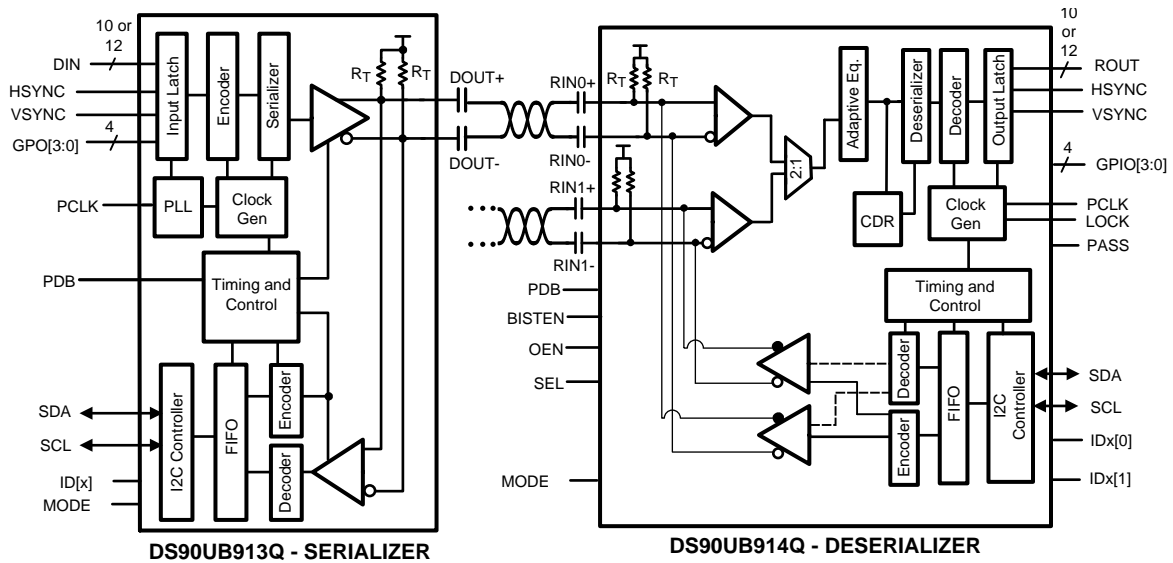 10 or
12
DIN
HSYNC
VSYNC
4
GPO[3:0]
PCLK
PDB
SDA
SCL
ID[x]
MODE
Input Latch
Encoder
Serializer
RT
RT
PLL
Clock
Gen
Timing and
Control
I2C Controller
FIFO
Encoder
Decoder
DOUT+
DOUT-
RIN0+
RIN0-
RIN1+
RIN1-
PDB
BISTEN
OEN
SEL
MODE
RT
RT
2:1
Adaptive Eq.
Deserializer
Decoder
Output Latch
CDR
Clock
Gen
Timing and
Control
Decoder
Encoder
FIFO
I2C
Controller
10
or
12
ROUT
HSYNC
VSYNC
4
GPIO[3:0]
PCLK
LOCK
PASS
SDA
SCL
IDx[0]
IDx[1]
DS90UB913Q - SERIALIZER
DS90UB914Q - DESERIALIZER